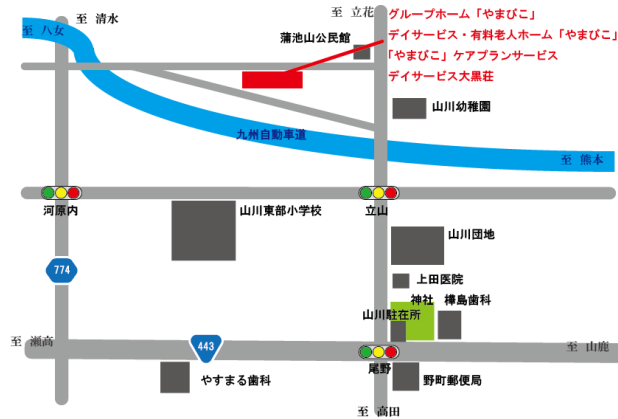 至 立花
至 清水
至 八女
グループホーム「やまびこ」
デイサービス・有料老人ホーム「やまびこ」
「やまびこ」ケアプランサービス
デイサービス大黒荘
蒲池山公民館
山川幼稚園
九州自動車道
至 熊本
河原内
山川東部小学校
立山
山川団地
774
上田医院
神社
樺島歯科
山川駐在所
至 瀬高
443
至 山鹿
尾野
やすまる歯科
野町郵便局
至 高田